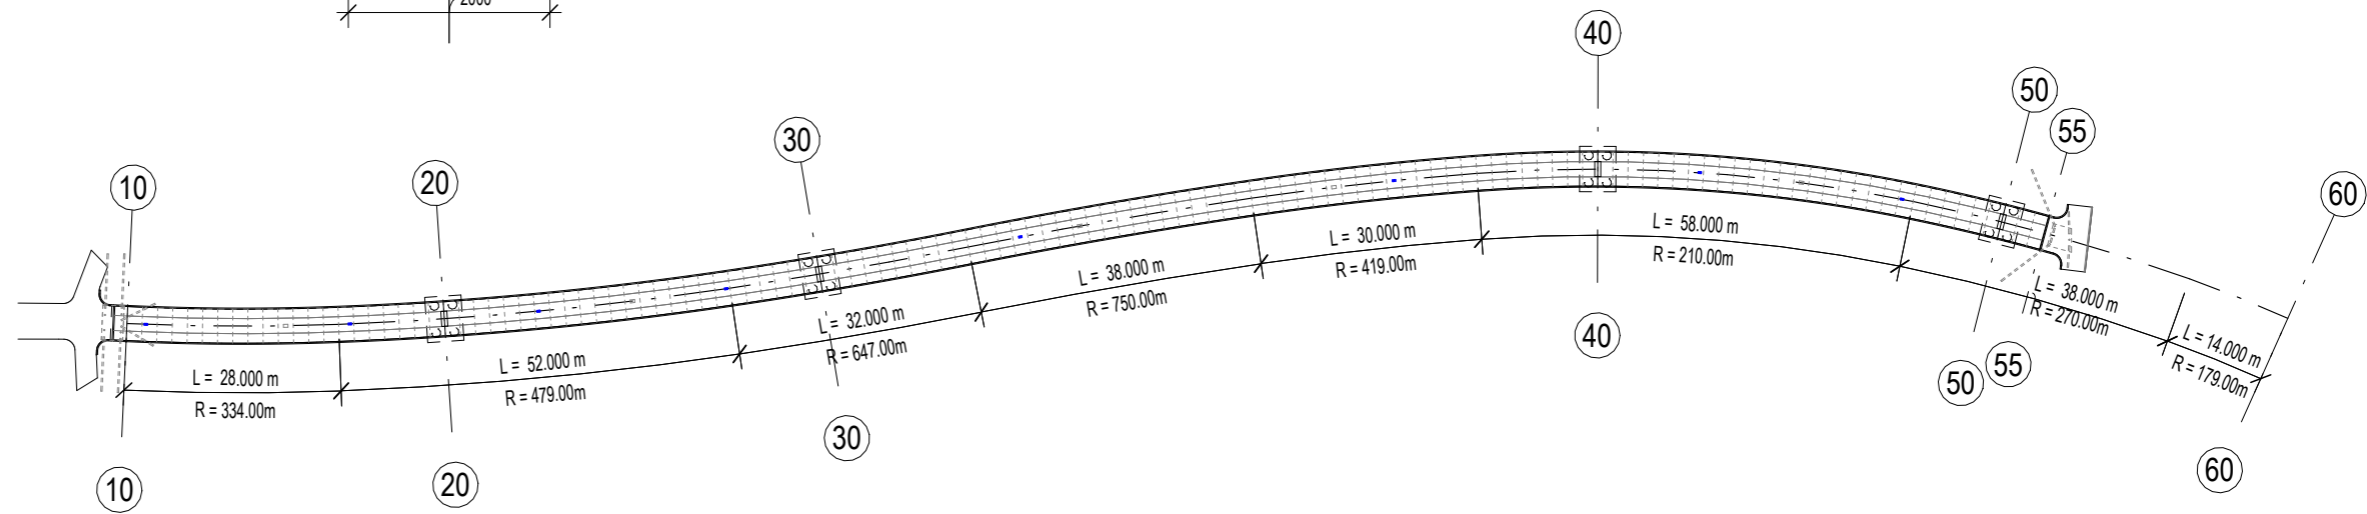 2000
40
50
55
30
20
10
60
L = 58.000 m
R = 210.00m
L = 30.000 m
R = 419.00m
L = 38.000 m
R = 750.00m
L = 38.000 m
R = 270.00m
L = 32.000 m
R = 647.00m
L = 14.000 m
R = 179.00m
L = 52.000 m
R = 479.00m
L = 28.000 m
R = 334.00m
40
55
50
30
60
20
10